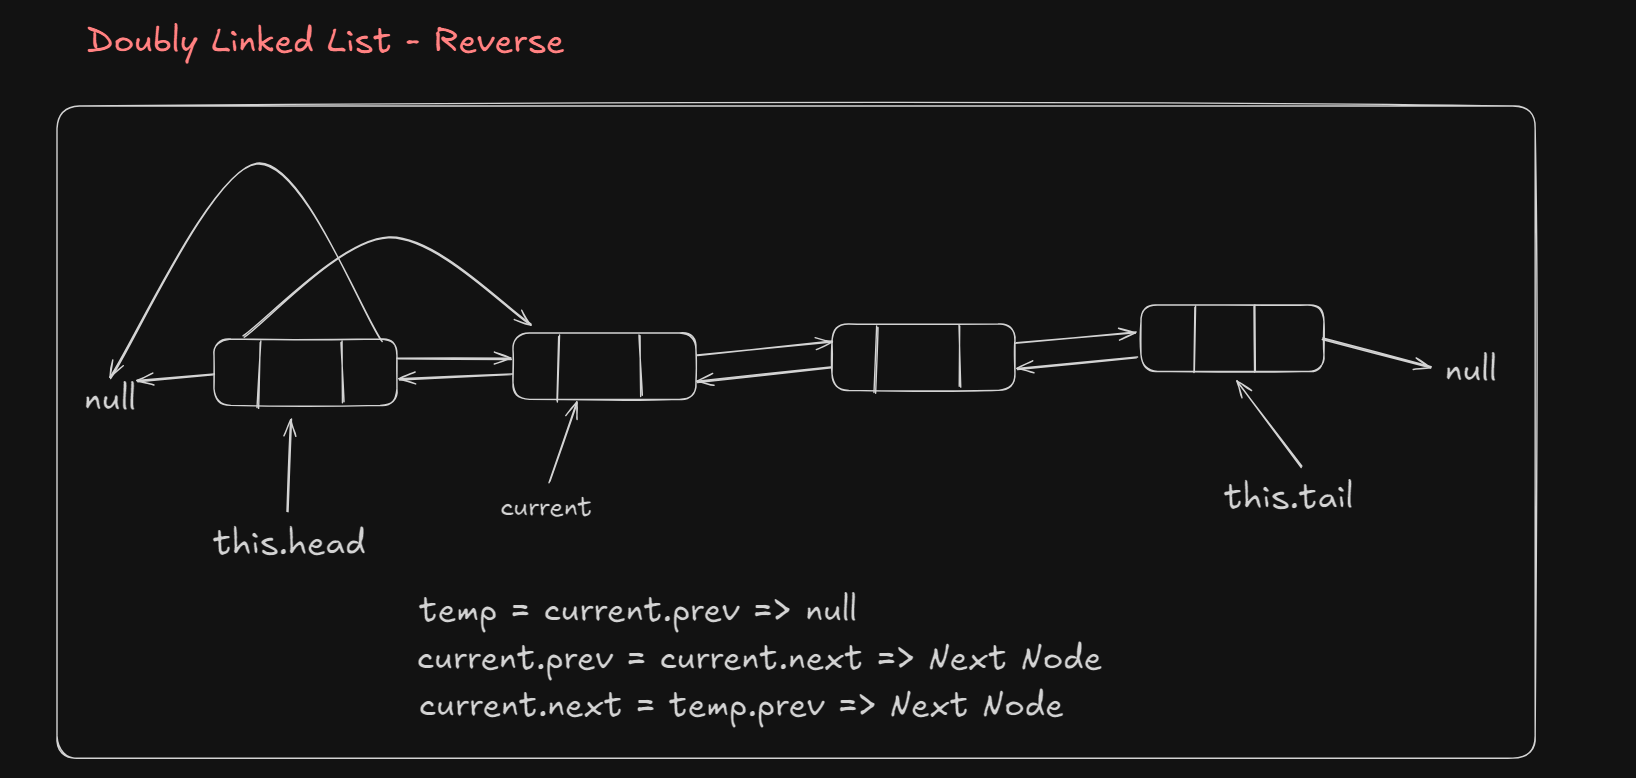 Doubly Linked List - Reverse
null
null
current
this.tail
this.head
temp = current.prev => null
current.prev = current.next => Next Node
current.next = temp.prev => Next Node